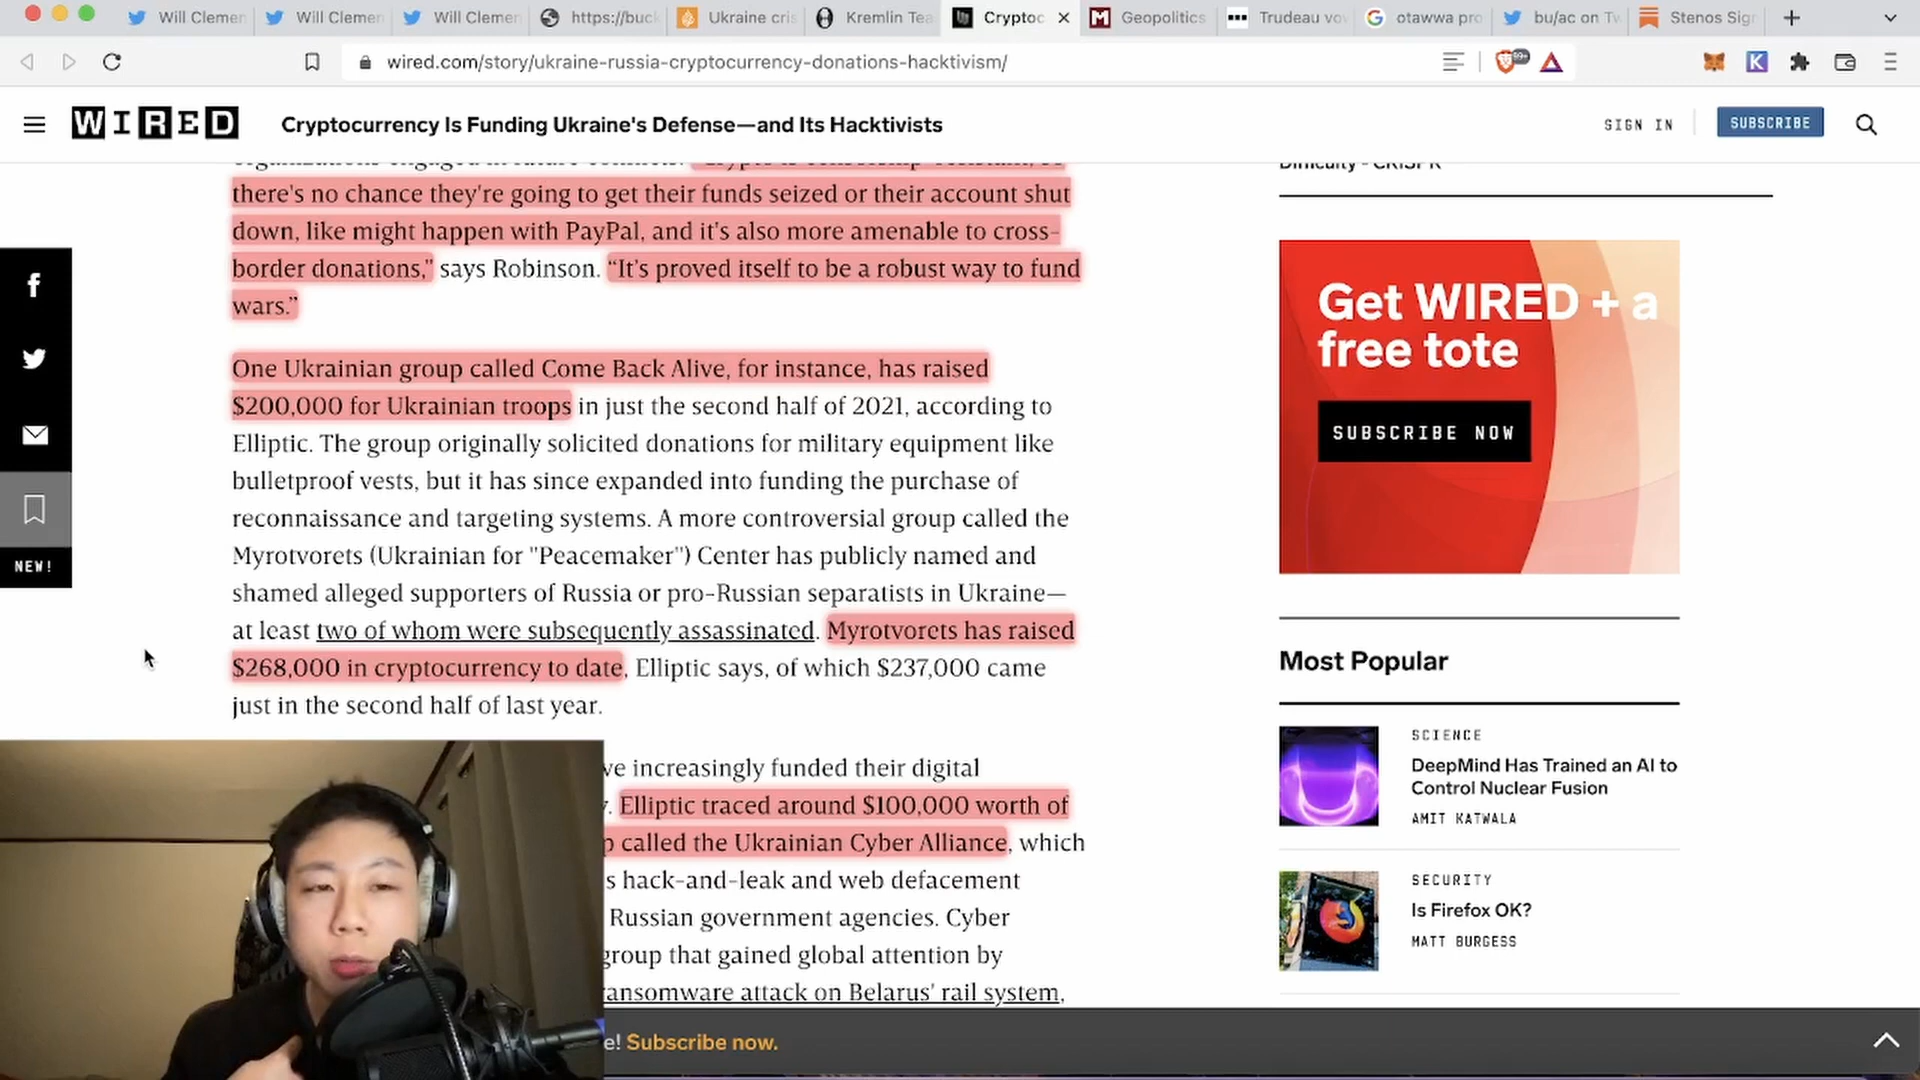 Will Clemen
Will Clemen
Will Clemen
https://buck
Ukraine cris
Kremlin Tea
Cryptoc
Geopolitics
Trudeau vov
otawwa pro
bu/ac on Tw
Stenos Sign
wired.com/story/ukraine-russia-cryptocurrency-donations-hacktivism/
99+
WIRED
Cryptocurrency Is Funding Ukraine's Defense—and Its Hacktivists
SIGN IN
SUBSCRIBE
there's no chance they're going to get their funds seized or their account shut
down, like might happen with PayPal, and it's also more amenable to cross-
border donations,” says Robinson. “It’s proved itself to be a robust way to fund
wars.”
One Ukrainian group called Come Back Alive, for instance, has raised
$200,000 for Ukrainian troops in just the second half of 2021, according to
Elliptic. The group originally solicited donations for military equipment like
bulletproof vests, but it has since expanded into funding the purchase of
reconnaissance and targeting systems. A more controversial group called the
Myrotvorets (Ukrainian for "Peacemaker") Center has publicly named and
shamed alleged supporters of Russia or pro-Russian separatists in Ukraine—
at least two of whom were subsequently assassinated. Myrotvorets has raised
$268,000 in cryptocurrency to date, Elliptic says, of which $237,000 came
just in the second half of last year.
ve increasingly funded their digital
. Elliptic traced around $100,000 worth of
p called the Ukrainian Cyber Alliance, which
s hack-and-leak and web defacement
Russian government agencies. Cyber
group that gained global attention by
ansomware attack on Belarus' rail system,
NEW!
Difficulty - CRISPR
Get WIRED + a
free tote
SUBSCRIBE NOW
Most Popular
SCIENCE
DeepMind Has Trained an AI to
Control Nuclear Fusion
AMIT KATWALA
SECURITY
Is Firefox OK?
MATT BURGESS
e! Subscribe now.